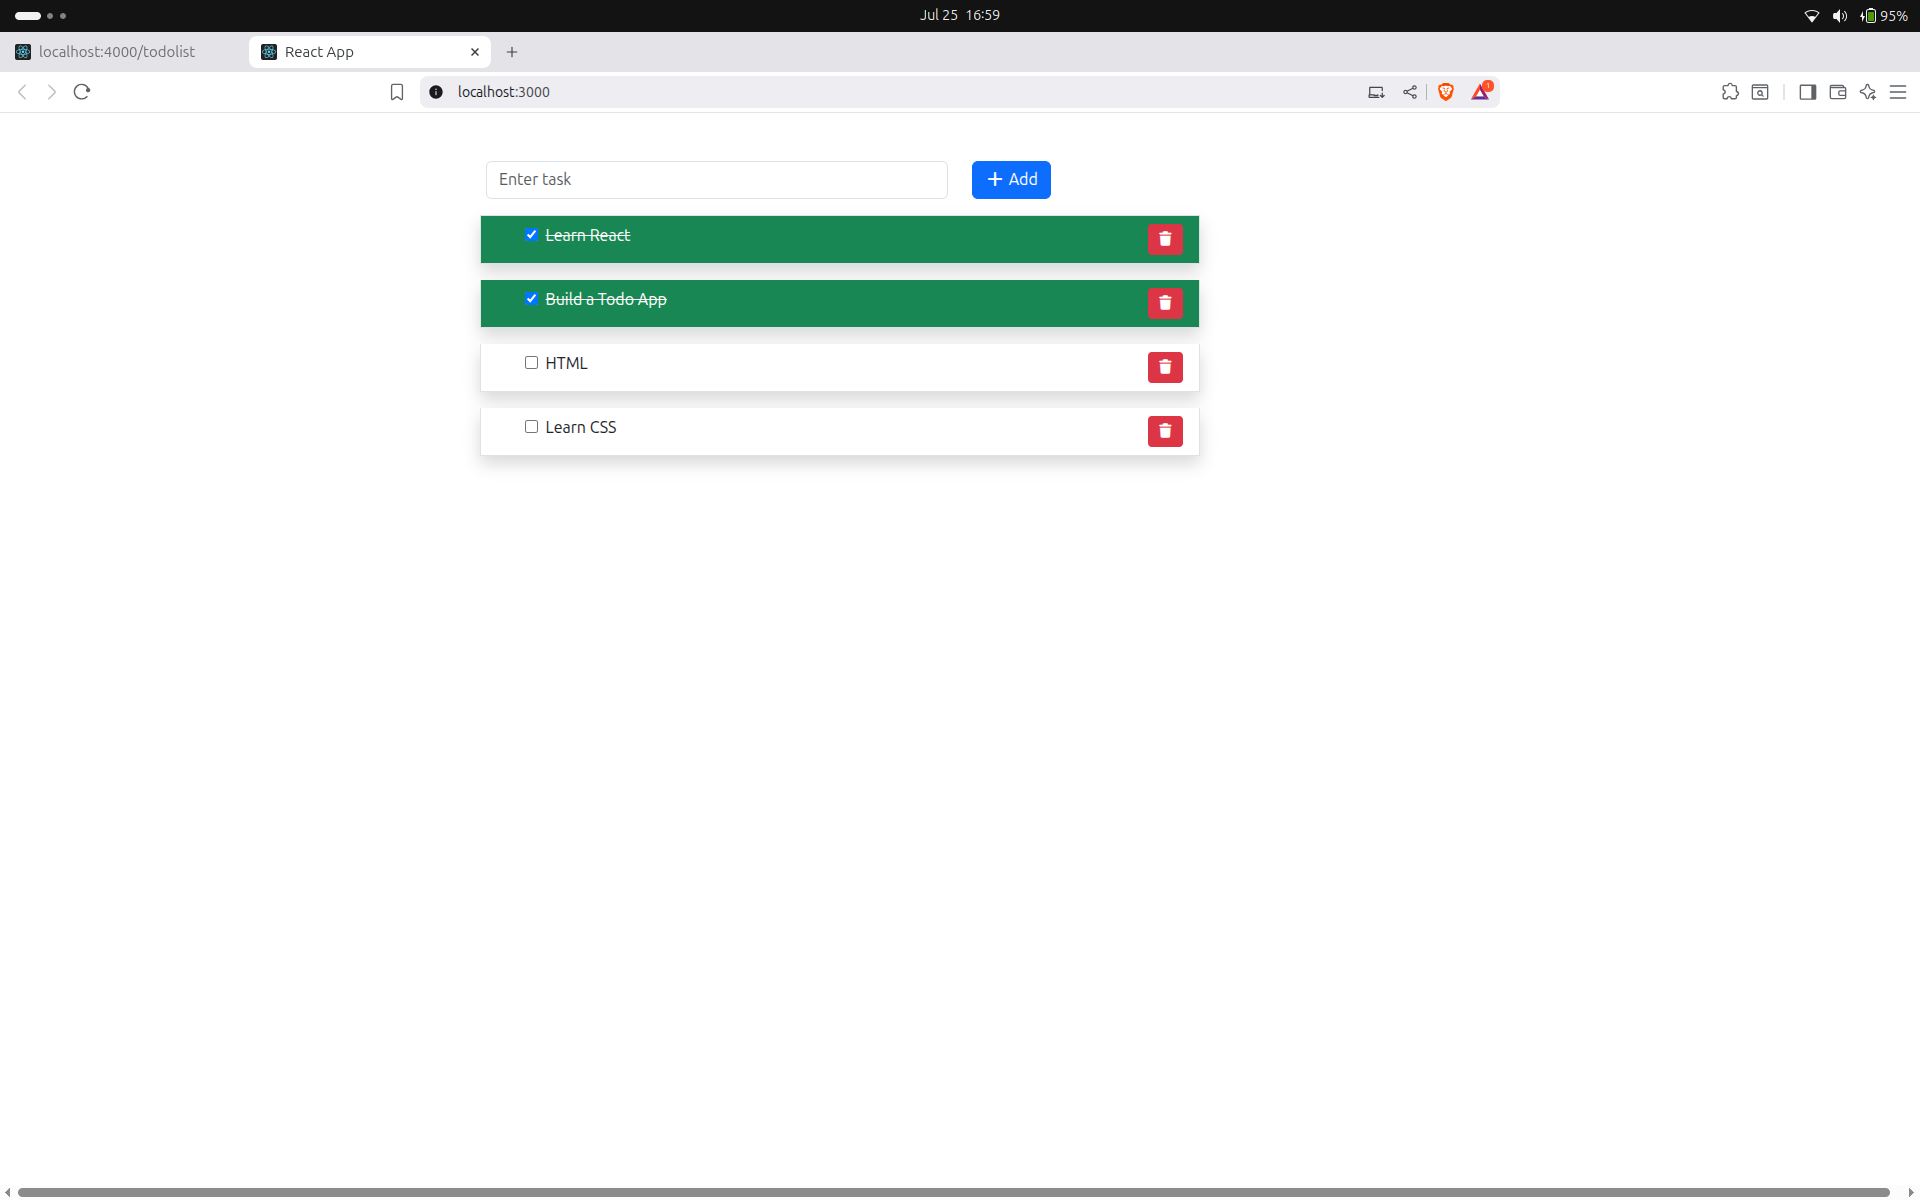 Jul 25 16:59
95%
localhost:4000/todolist
React App
localhost:3000
1
Enter task
Add
Learn React
Build a Todo App
HTML
Learn CSS